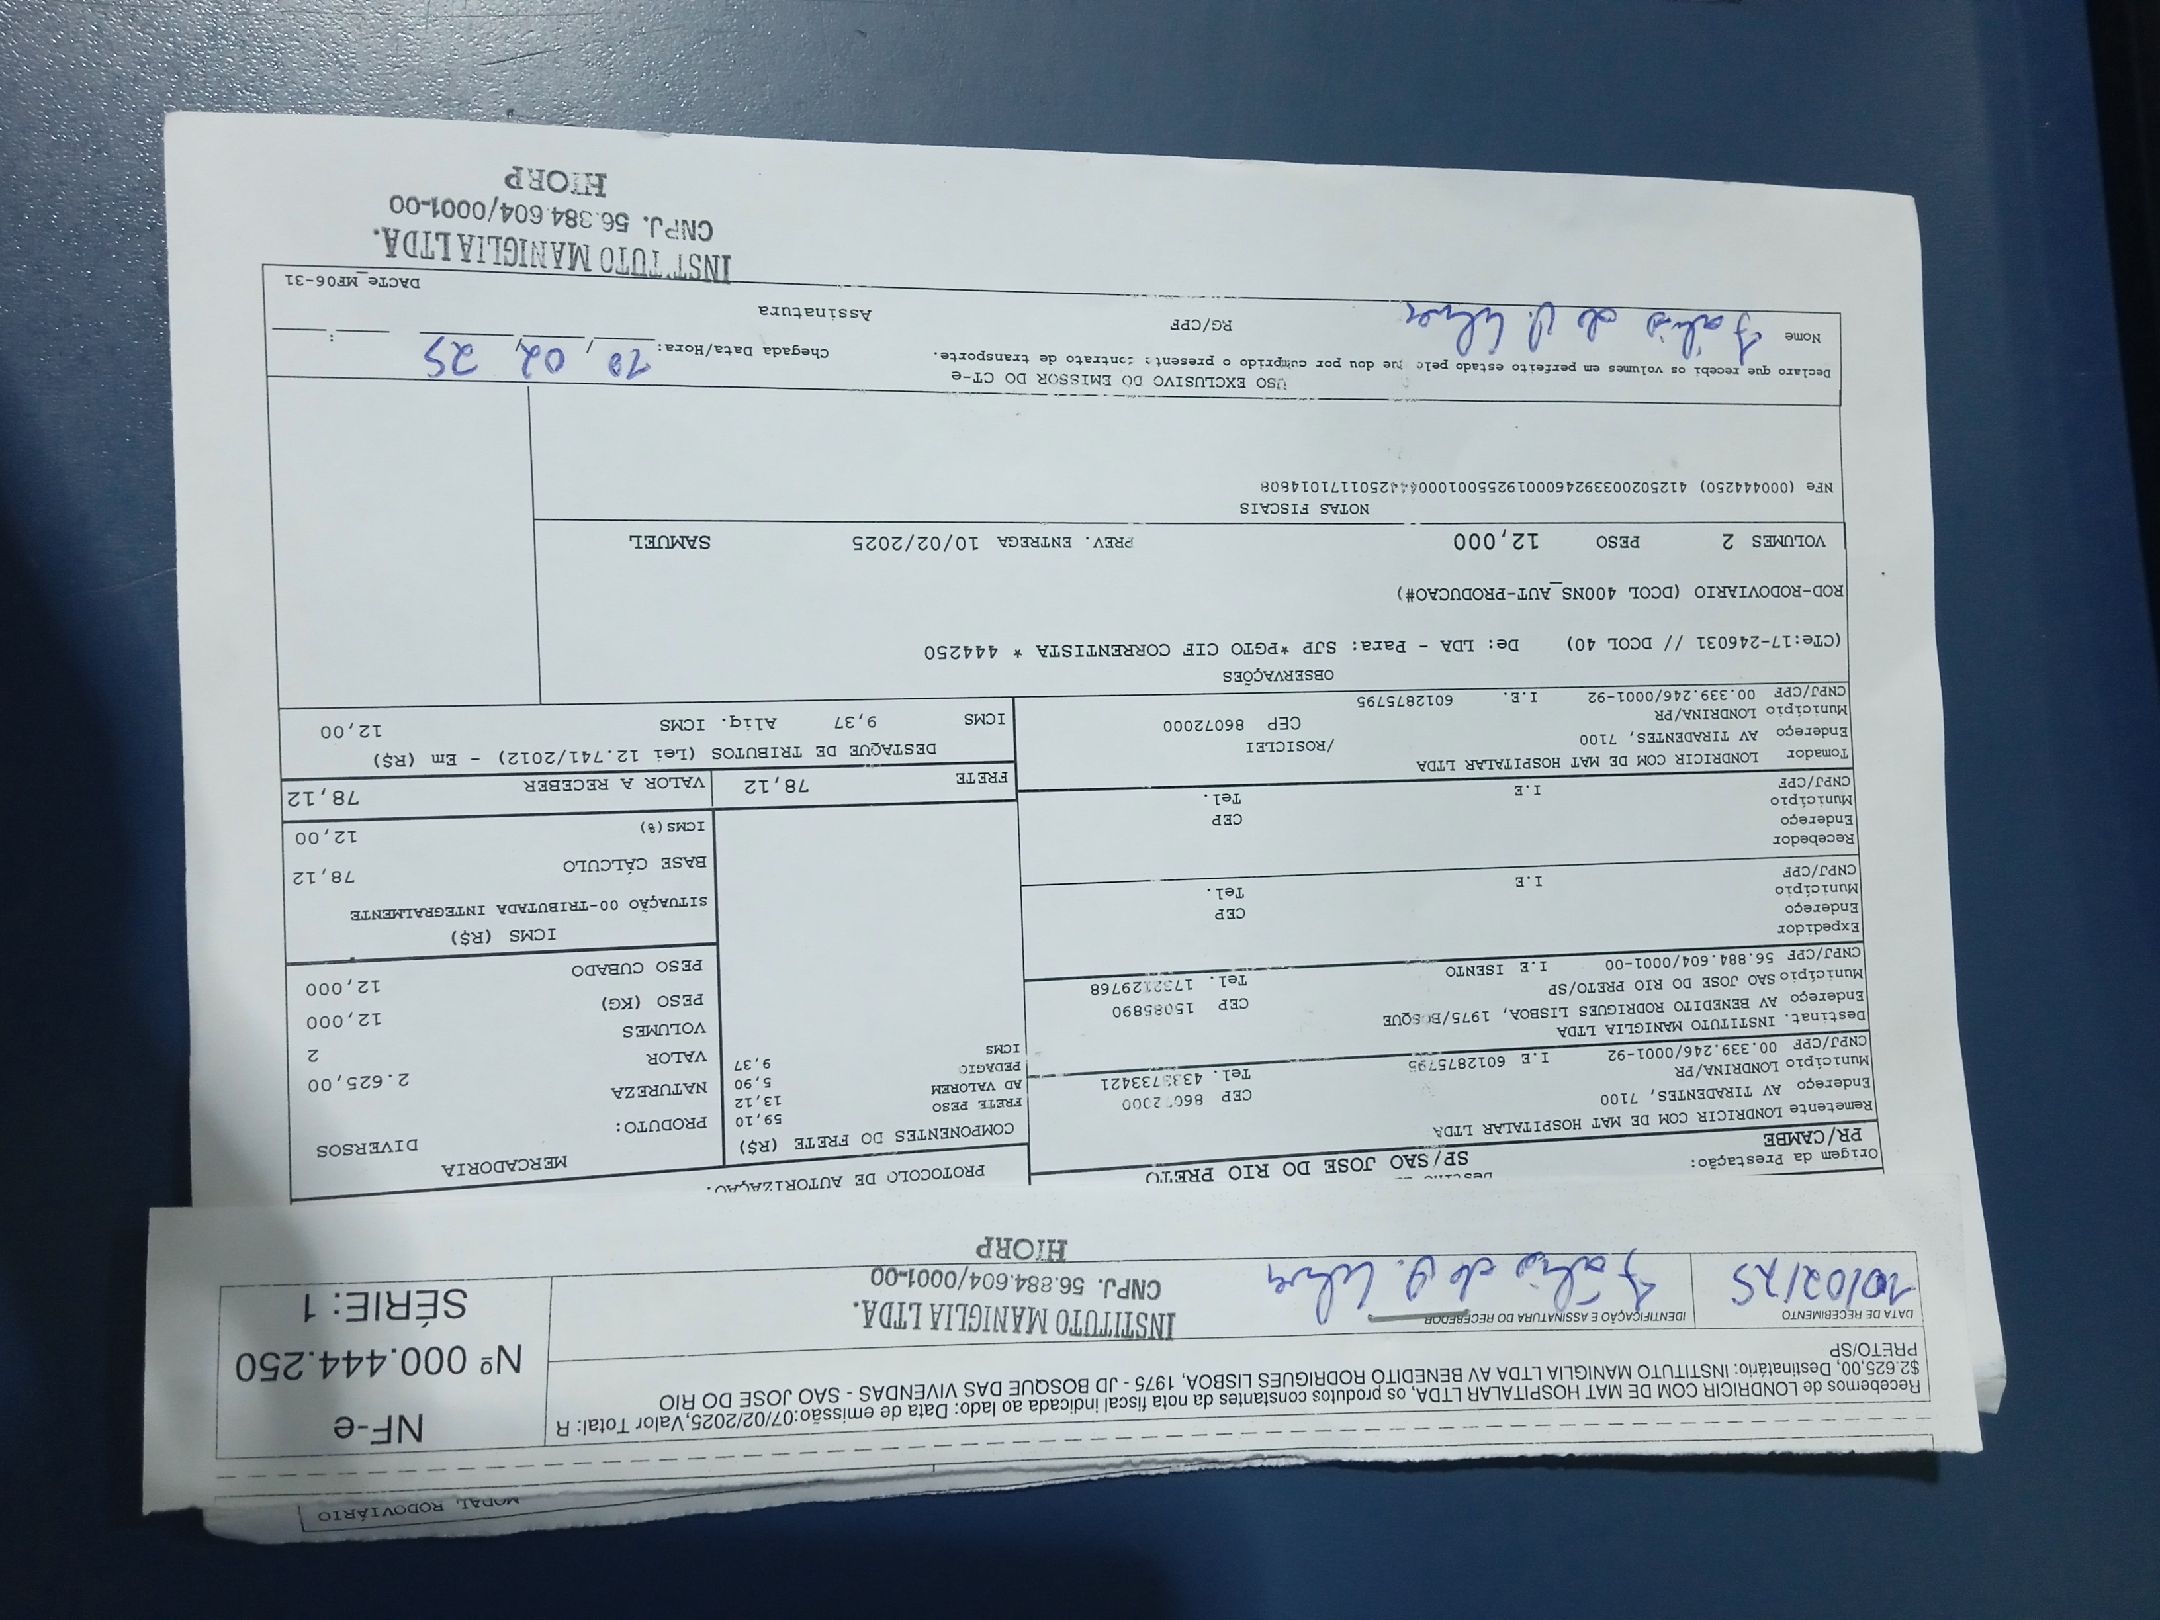 MODAL RODOVIÁRIO
Recebemos de LONDRICIR COM DE MAT HOSPITALAR LTDA, os produtos constantes da nota fiscal indicada ao lado: Data de emissão:07/02/2025,Valor Total: R
$2.625,00, Destinatário: INSTITUTO MANIGLIA LTDA AV BENEDITO RODRIGUES LISBOA, 1975 - JD BOSQUE DAS VIVENDAS - SAO JOSE DO RIO
PRETO/SP
NF-e
Nº 000.444.250
SÉRIE: 1
DATA DE RECEBIMENTO
10/02/25
IDENTIFICAÇÃO E ASSINATURA DO RECEBEDOR
INSTITUTO MANIGLIA LTDA.
CNPJ. 56.884.604/0001-00
HIORP
Origem da Prestação:
PR/CAMBE
SP/SAO JOSE DO RIO PRETO
Remetente LONDRICIR COM DE MAT HOSPITALAR LTDA
Endereço AV TIRADENTES, 7100
CEP
Município LONDRINA/PR
Tel.
CNPJ/CPF 00.339.246/0001-92 I.E 6012875795
Destinat. INSTITUTO MANIGLIA LTDA
Endereço AV BENEDITO RODRIGUES LISBOA, 1975/BOSQUE
CEP 15085890
Município SAO JOSE DO RIO PRETO/SP
Tel.
CNPJ/CPF 56.884.604/0001-00 I.E ISENTO
Expedidor
Endereço CEP
Município Tel.
CNPJ/CPF I.E
Recebedor
Endereço CEP
Município Tel.
CNPJ/CPF I.E
Tomador LONDRICIR COM DE MAT HOSPITALAR LTDA
Endereço AV TIRADENTES, 7100 /ROSICLEI
Município LONDRINA/PR CEP 86072000
CNPJ/CPF 00.339.246/0001-92 I.E. 6012875795
PROTOCOLO DE AUTORIZAÇAO.
COMPONENTES DO FRETE (R$)
FRETE PESO 59,10
AD VALOREM 13,12
PEDAGIO 5,90
ICMS 9,37
MERCADORIA
PRODUTO: DIVERSOS
NATUREZA
VALOR 2.625,00
VOLUMES 2
PESO (KG) 12,000
PESO CUBADO 12,000
ICMS (R$)
SITUAÇÃO 00-TRIBUTADA INTEGRALMENTE
BASE CÁLCULO 78,12
ICMS(%) 12,00
FRETE 78,12 VALOR A RECEBER 78,12
DESTAQUE DE TRIBUTOS (Lei 12.741/2012) - Em (R$)
ICMS 9,37 Aliq. ICMS 12,00
OBSERVAÇÕES
(CTe:17-246031 // DCOL 40) De: LDA - Para: SJP *PGTO CIF CORRENTISTA * 444250
ROD-RODOVIARIO (DCOL 400NS_AUT-PRODUCAO#)
VOLUMES 2 PESO 12,000 PREV. ENTREGA 10/02/2025 SAMUEL
NOTAS FISCAIS
NFe (000444250) 412502003392460001925500100044425011171014808
USO EXCLUSIVO DO EMISSOR DO CT-e
Declaro que recebi os volumes em perfeito estado pelo que dou por cumprido o presente contrato de transporte.
Chegada Data/Hora: 10/02/25 :
Nome RG/CPF Assinatura
DACTe_MF06-31
INSTITUTO MANIGLIA LTDA.
CNPJ. 56.384.604/0001-00
HIORP